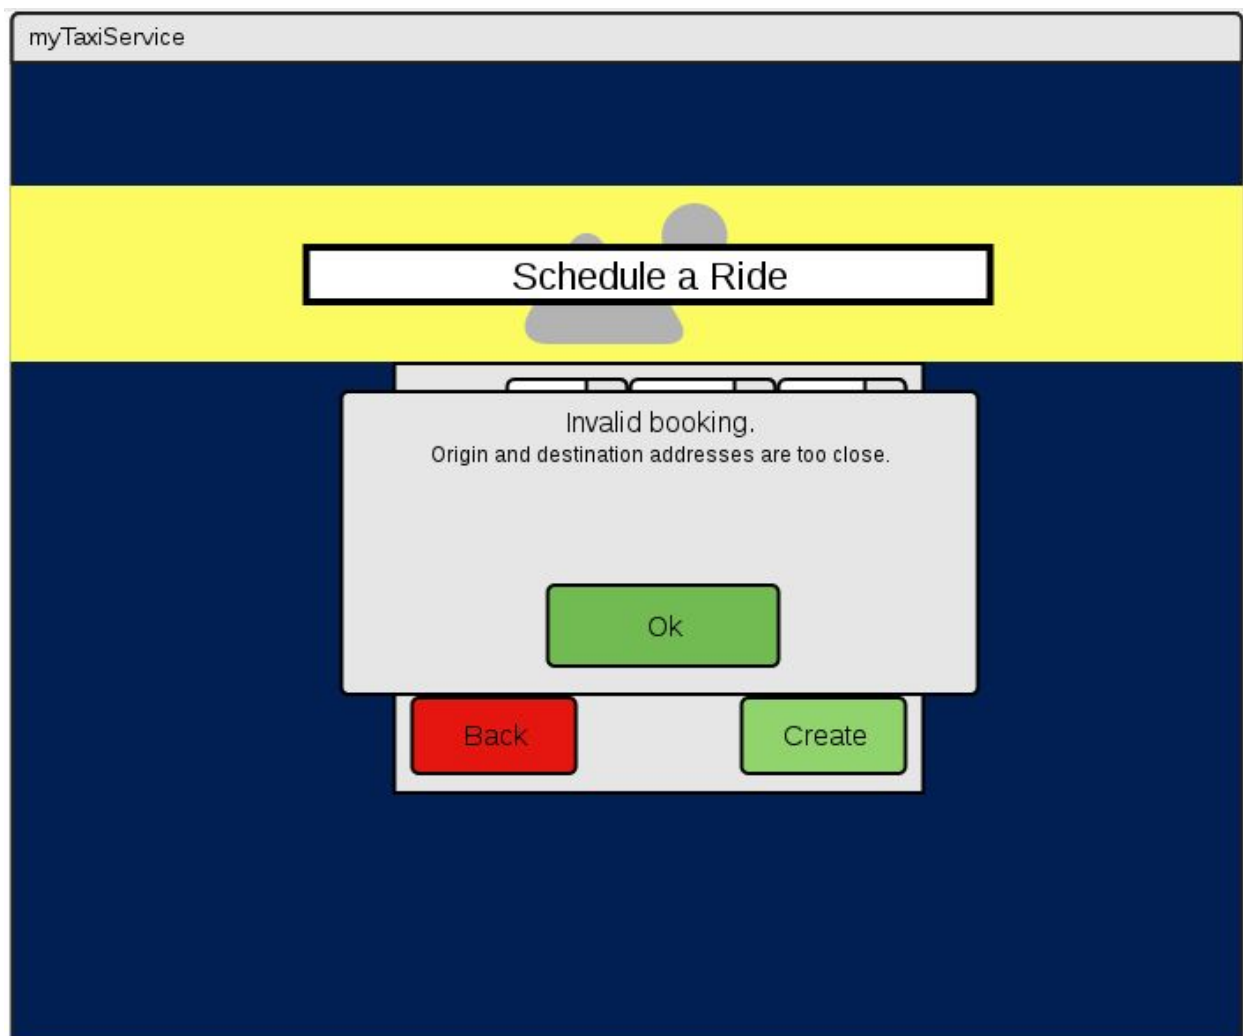 myTaxiService
Schedule a Ride
Invalid booking.
Origin and destination addresses are too close.
Ok
Back Create